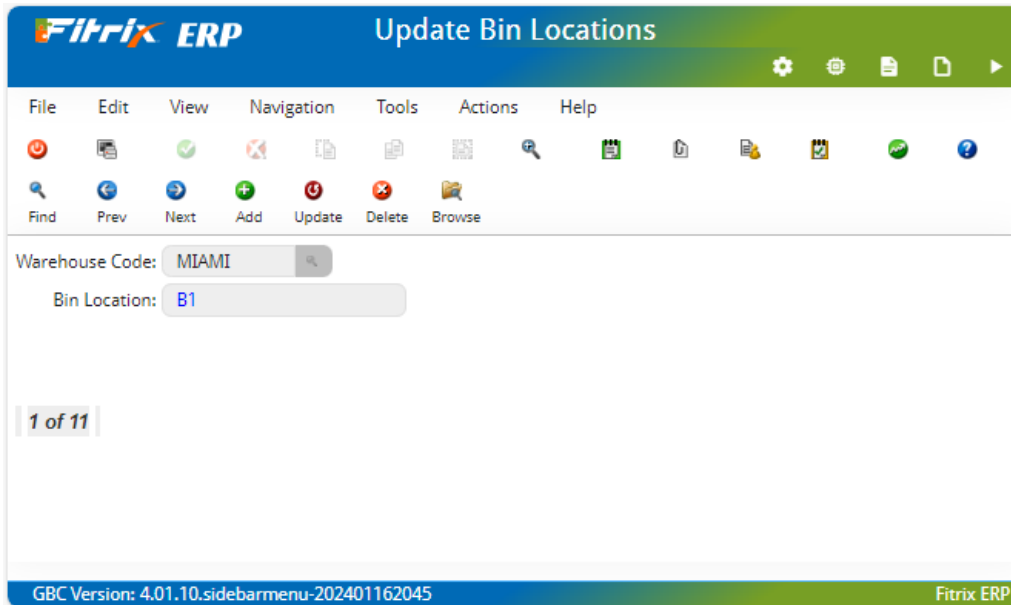 Fitrix ERP Update Bin Locations
File Edit View Navigation Tools Actions Help
Find Prev Next Add Update Delete Browse
Warehouse Code: MIAMI
Bin Location: B1
1 of 11
GBC Version: 4.01.10.sidebarmenu-202401162045 Fitrix ERP